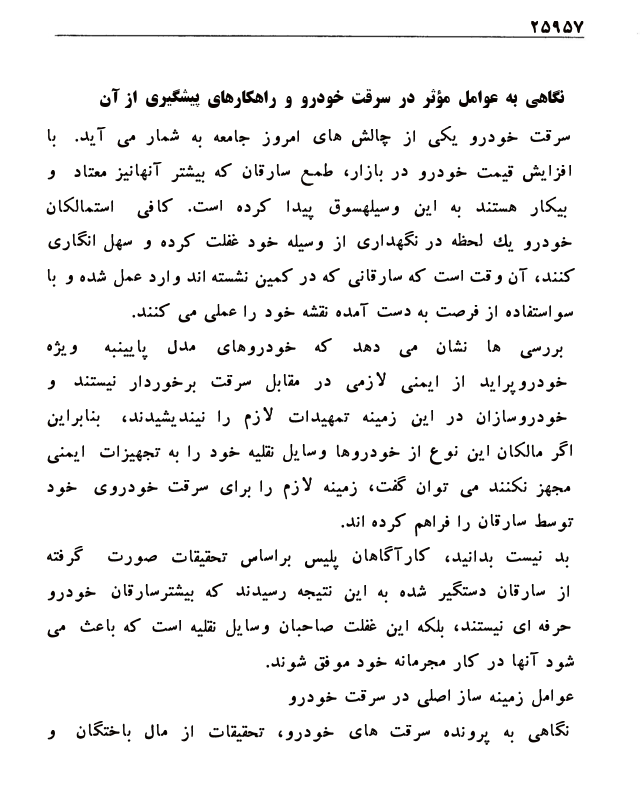 ۲۵۹۵۷
نگاهی به عوامل مؤثر در سرقت خودرو و راهکارهای پیشگیری از آن
سرقت خودرو یکی از چالش های امروز جامعه به شمار می آید. با
افزایش قیمت خودرو در بازار، طمع سارقان که بیشتر آنهانیز معتاد و
بیکار هستند به این وسیلهسوق پیدا کرده است. کافی استمالکان
خودرو یك لحظه در نگهداری از وسیله خود غفلت کرده و سهل انگاری
کنند، آن وقت است که سارقانی که در کمین نشسته اند وارد عمل شده و با
سواستفاده از فرصت به دست آمده نقشه خود را عملی می کنند.
بررسی ها نشان می دهد که خودروهای مدل پایینبه ویژه
خودروپراید از ایمنی لازمی در مقابل سرقت برخوردار نیستند و
خودروسازان در این زمینه تمهیدات لازم را نیندیشیدند، بنابراین
اگر مالکان این نوع از خودروها وسایل نقلیه خود را به تجهیزات ایمنی
مجهز نکنند می توان گفت، زمینه لازم را برای سرقت خودروی خود
توسط سارقان را فراهم کرده اند.
بد نیست بدانید، کارآگاهان پلیس براساس تحقیقات صورت گرفته
از سارقان دستگیر شده به این نتیجه رسیدند که بیشترسارقان خودرو
حرفه ای نیستند، بلکه این غفلت صاحبان وسایل نقلیه است که باعث می
شود آنها در کار مجرمانه خود موفق شوند.
عوامل زمینه ساز اصلی در سرقت خودرو
نگاهی به پرونده سرقت های خودرو، تحقیقات از مال باختگان و